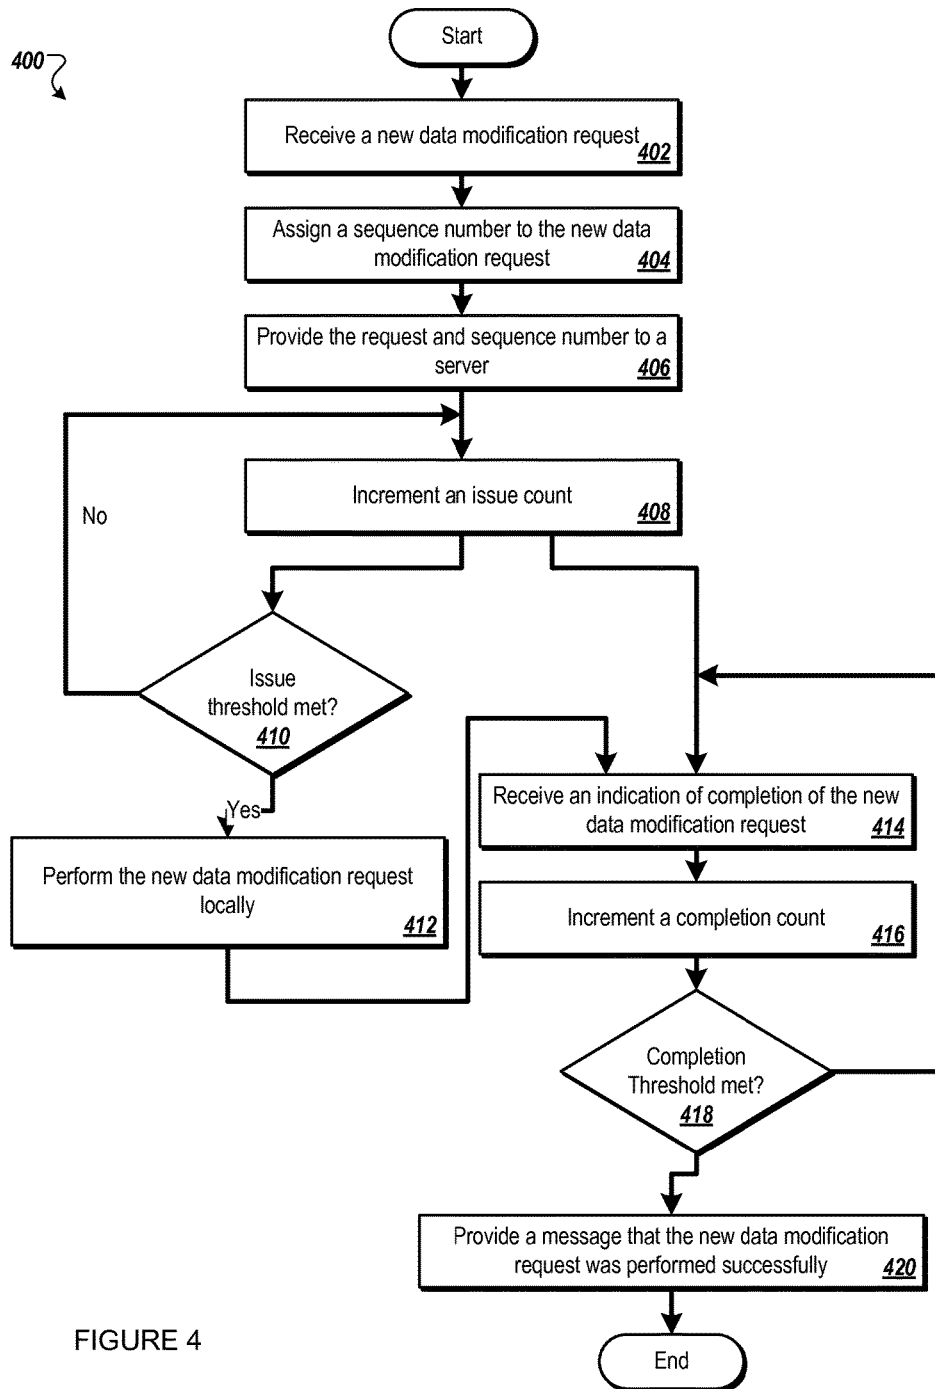 Start
400
Receive a new data modification request
402
Assign a sequence number to the new data
modification request
404
Provide the request and sequence number to a
server
406
Increment an issue count
408
No
Issue
threshold met?
410
Yes
Receive an indication of completion of the new
data modification request
414
Perform the new data modification request
locally
412
Increment a completion count
416
Completion
Threshold met?
418
Provide a message that the new data modification
request was performed successfully
420
FIGURE 4
End